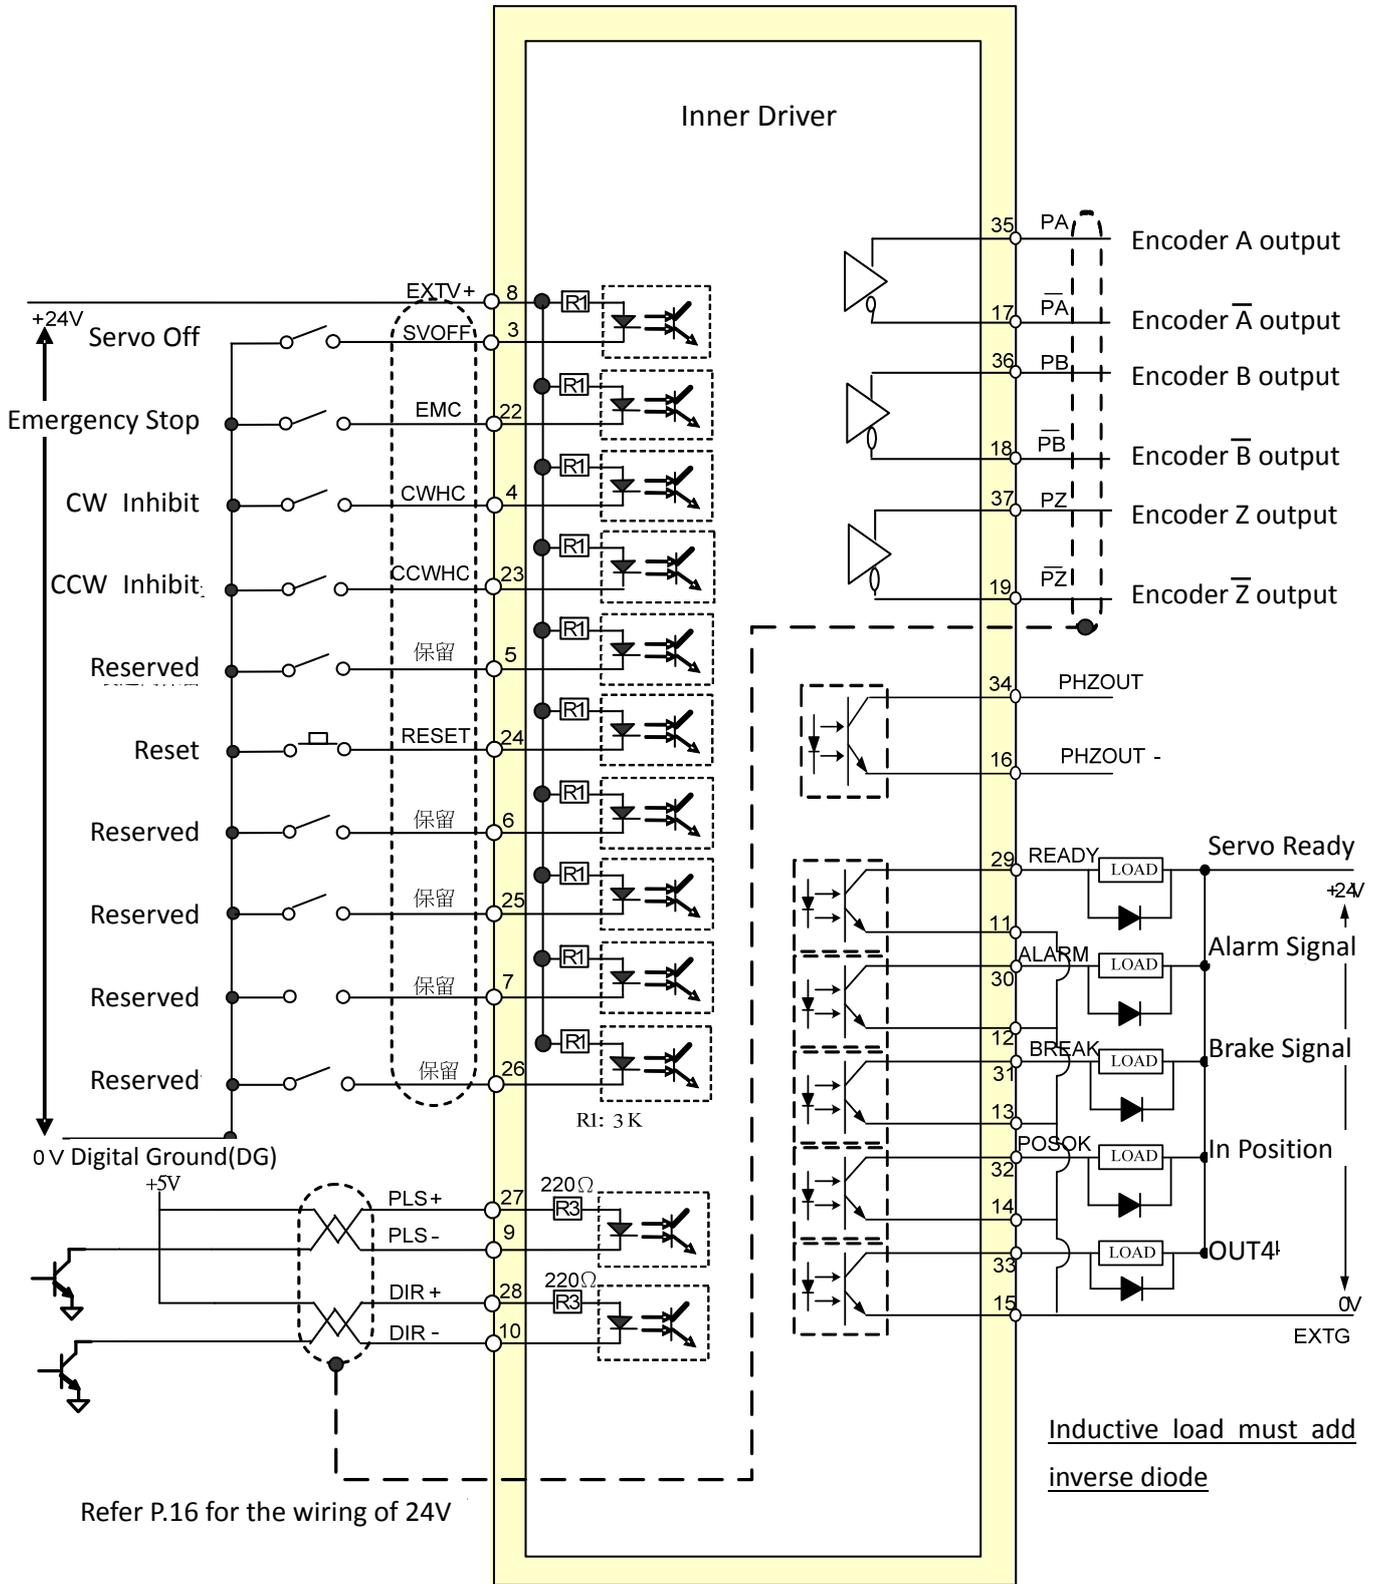 Inner Driver
EXTV+ 8 R1
+24V
Servo Off SVOFF 3
R1
Emergency Stop EMC 22
R1
CW Inhibit CWHC 4
R1
CCW Inhibit CCWHC 23
R1
Reserved 保留 5
R1
Reset RESET 24
R1
Reserved 保留 6
R1
Reserved 保留 25
R1
Reserved 保留 7
R1
Reserved 保留 26
R1: 3K
0V Digital Ground(DG)
+5V
PLS+ 27 220Ω
R3
PLS- 9
DIR+ 28 220Ω
R3
DIR- 10
35 PA Encoder A output
17 P̅A̅ Encoder A̅ output
36 PB Encoder B output
18 P̅B̅ Encoder B̅ output
37 PZ Encoder Z output
19 P̅Z̅ Encoder Z̅ output
34 PHZOUT
16 PHZOUT -
29 READY LOAD Servo Ready
+24V
11
ALARM LOAD Alarm Signal
30
12
BREAK LOAD Brake Signal
31
13
POSOK LOAD In Position
32
14
LOAD OUT4
33
15 0V
EXTG
Inductive load must add
inverse diode
Refer P.16 for the wiring of 24V